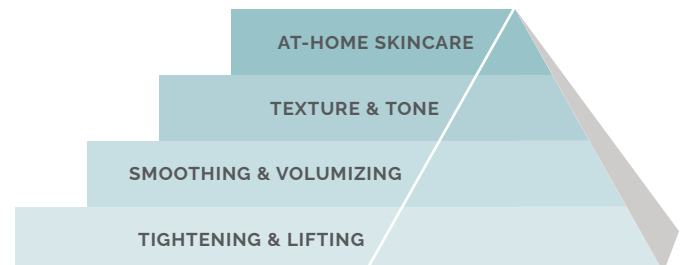 AT-HOME SKINCARE
TEXTURE & TONE
SMOOTHING & VOLUMIZING
TIGHTENING & LIFTING